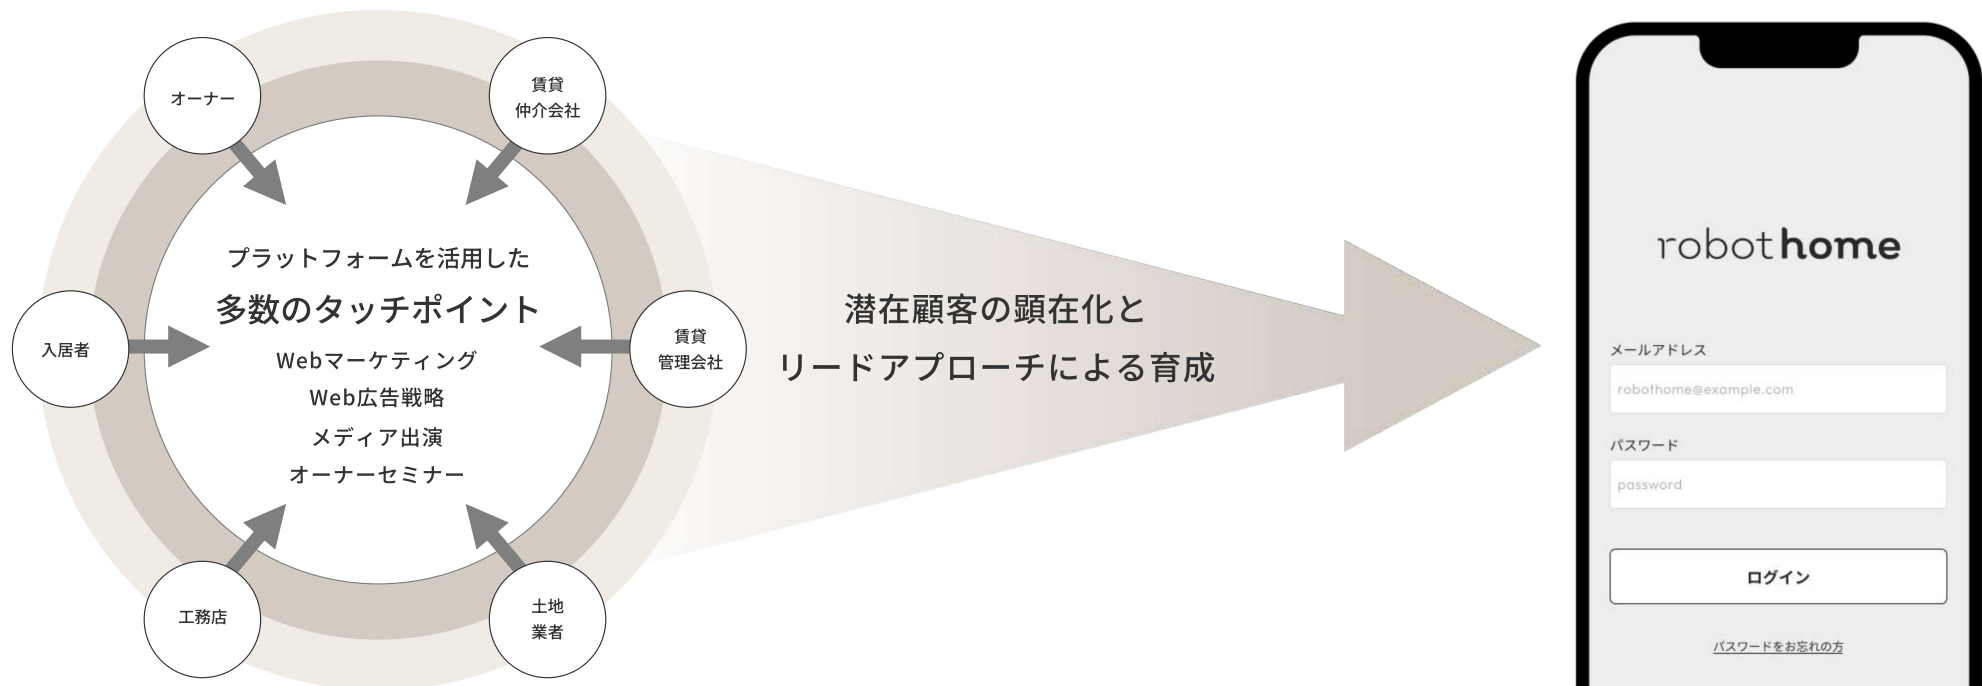 オーナー
賃貸
仲介会社
入居者
賃貸
管理会社
工務店
土地
業者
プラットフォームを活用した
多数のタッチポイント
Webマーケティング
Web広告戦略
メディア出演
オーナーセミナー
潜在顧客の顕在化と
リードアプローチによる育成
robothome
メールアドレス
robothome@example.com
パスワード
password
ログイン
パスワードをお忘れの方